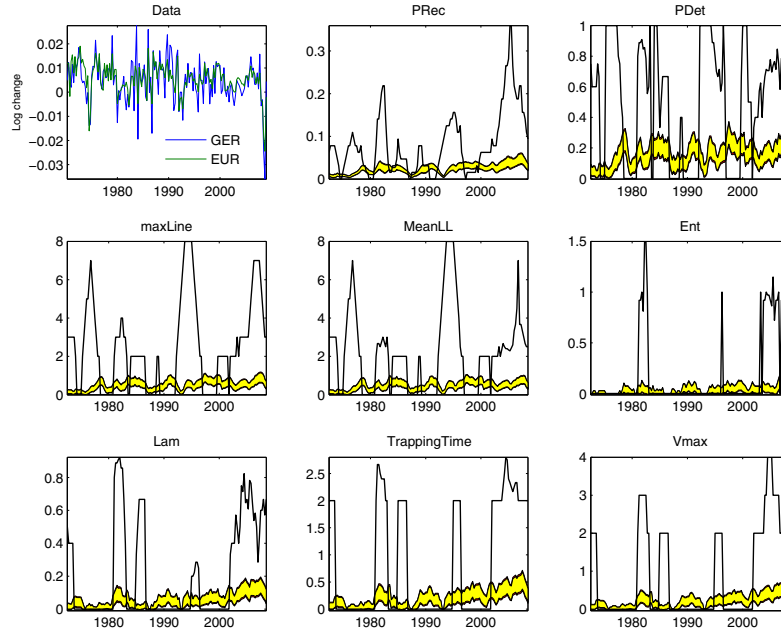 Data
Log change
0.02
0.01
0
−0.01
−0.02
−0.03
GER
EUR
1980 1990 2000
PRec
0.3
0.2
0.1
0
1980 1990 2000
PDet
1
0.8
0.6
0.4
0.2
0
1980 1990 2000
maxLine
8
6
4
2
0
1980 1990 2000
MeanLL
8
6
4
2
0
1980 1990 2000
Ent
1.5
1
0.5
0
1980 1990 2000
Lam
0.8
0.6
0.4
0.2
0
1980 1990 2000
TrappingTime
2.5
2
1.5
1
0.5
0
1980 1990 2000
Vmax
4
3
2
1
0
1980 1990 2000